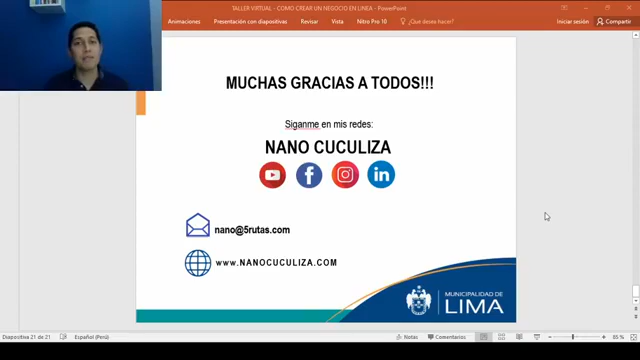 TALLER VIRTUAL - COMO CREAR UN NEGOCIO EN LINEA - PowerPoint
Animaciones Presentación con diapositivas Revisar Vista Nitro Pro 10 ¿Qué desea hacer? Iniciar sesión Compartir
MUCHAS GRACIAS A TODOS!!!
Siganme en mis redes:
NANO CUCULIZA
in
nano@5rutas.com
www.NANOCUCULIZA.COM
MUNICIPALIDAD DE
LIMA
Diapositiva 21 de 21 Español (Perú) Notas Comentarios 85 %